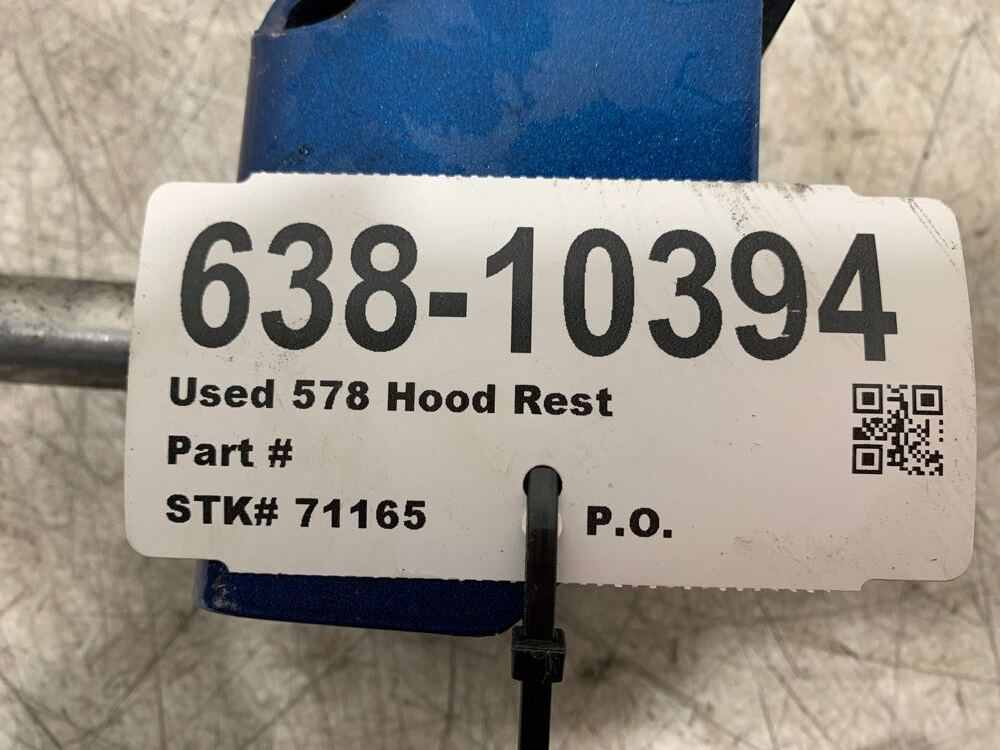 638-10394
Used 578 Hood Rest
Part #
STK# 71165 P.O.